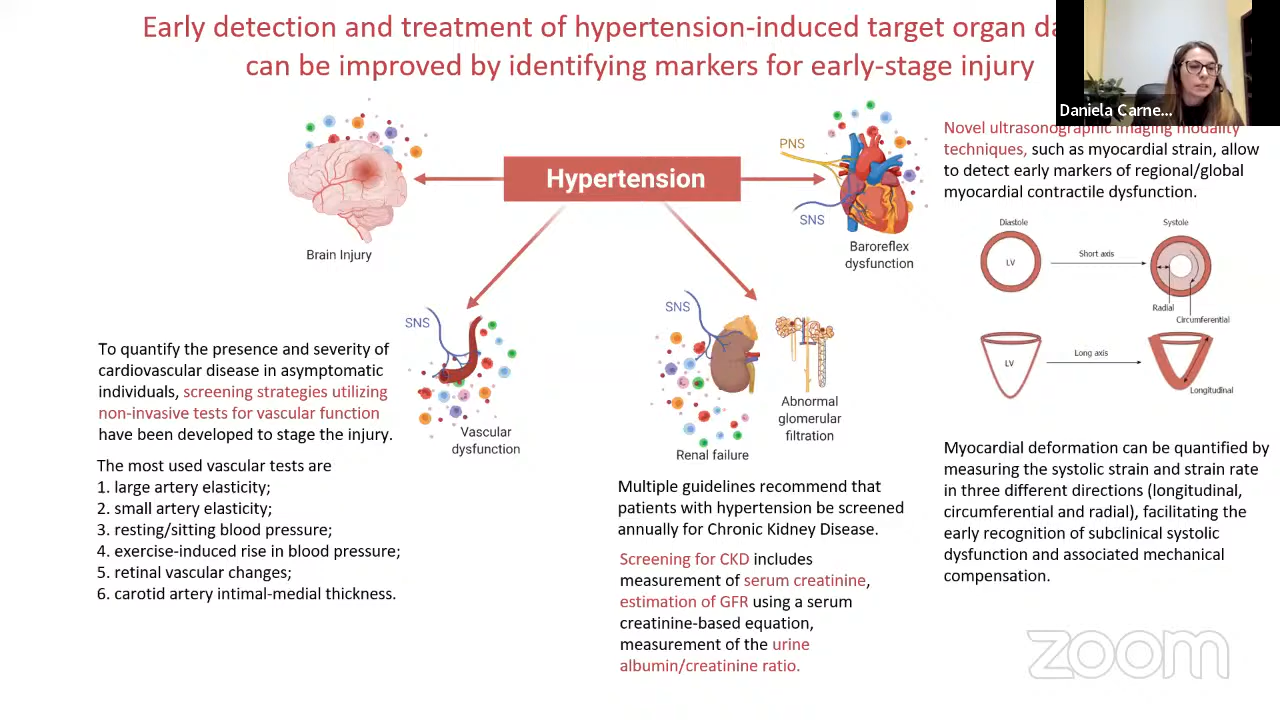 Early detection and treatment of hypertension-induced target organ
can be improved by identifying markers for early-stage injury
Daniela Carne...
Hypertension
Brain Injury
PNS
SNS
Baroreflex
dysfunction
Novel ultrasonographic imaging modality
techniques, such as myocardial strain, allow
to detect early markers of regional/global
myocardial contractile dysfunction.
Diastole
Systole
LV
Short axis
Radial
Circumferential
LV
Long axis
Longitudinal
SNS
Vascular
dysfunction
SNS
Renal failure
Abnormal
glomerular
filtration
To quantify the presence and severity of
cardiovascular disease in asymptomatic
individuals, screening strategies utilizing
non-invasive tests for vascular function
have been developed to stage the injury.
The most used vascular tests are
1. large artery elasticity;
2. small artery elasticity;
3. resting/sitting blood pressure;
4. exercise-induced rise in blood pressure;
5. retinal vascular changes;
6. carotid artery intimal-medial thickness.
Multiple guidelines recommend that
patients with hypertension be screened
annually for Chronic Kidney Disease.
Screening for CKD includes
measurement of serum creatinine,
estimation of GFR using a serum
creatinine-based equation,
measurement of the urine
albumin/creatinine ratio.
Myocardial deformation can be quantified by
measuring the systolic strain and strain rate
in three different directions (longitudinal,
circumferential and radial), facilitating the
early recognition of subclinical systolic
dysfunction and associated mechanical
compensation.
zoom